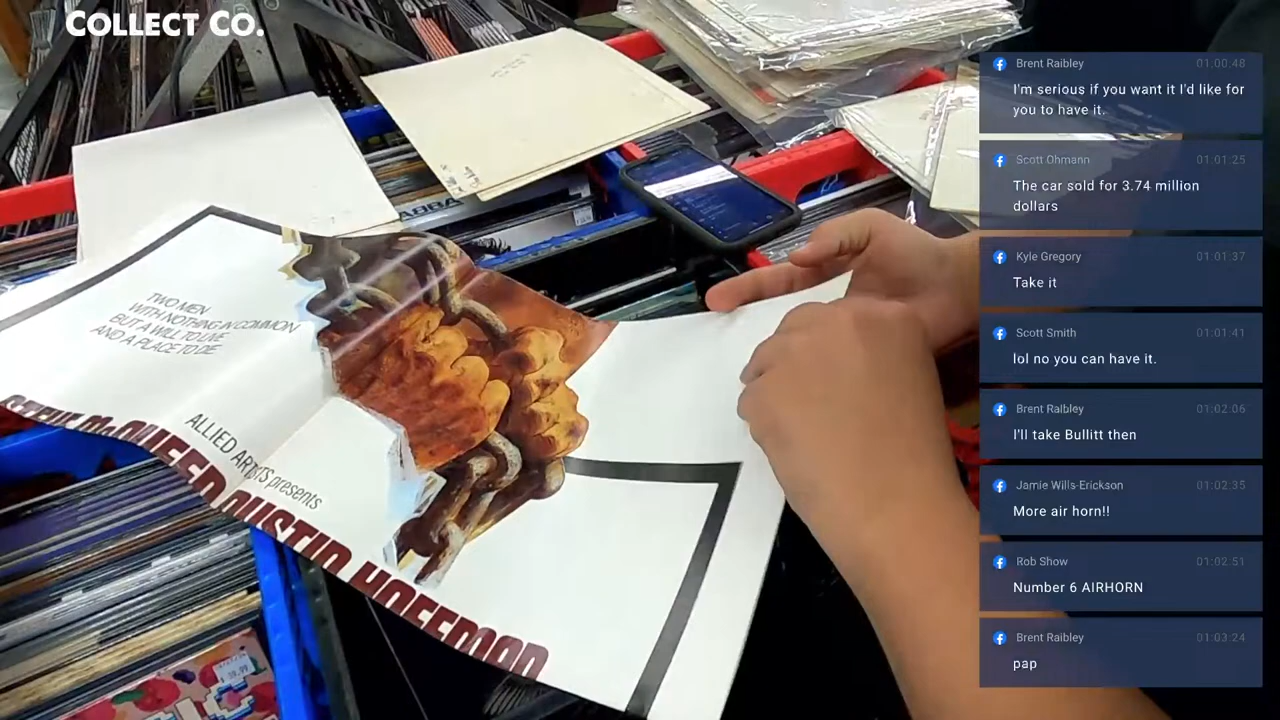 COLLECT CO.
TWO MEN
WITH NOTHING IN COMMON
BUT A WILL TO LIVE
AND A PLACE TO DIE
ALLIED ARTISTS presents
STEVE McQUEEN DUSTIN HOFFMAN
ABBA
Brent Raibley 01:00:48
I'm serious if you want it I'd like for
you to have it.
Scott Ohmann 01:01:25
The car sold for 3.74 million
dollars
Kyle Gregory 01:01:37
Take it
Scott Smith 01:01:41
lol no you can have it.
Brent Raibley 01:02:06
I'll take Bullitt then
Jamie Wills-Erickson 01:02:35
More air horn!!
Rob Show 01:02:51
Number 6 AIRHORN
Brent Raibley 01:03:24
pap